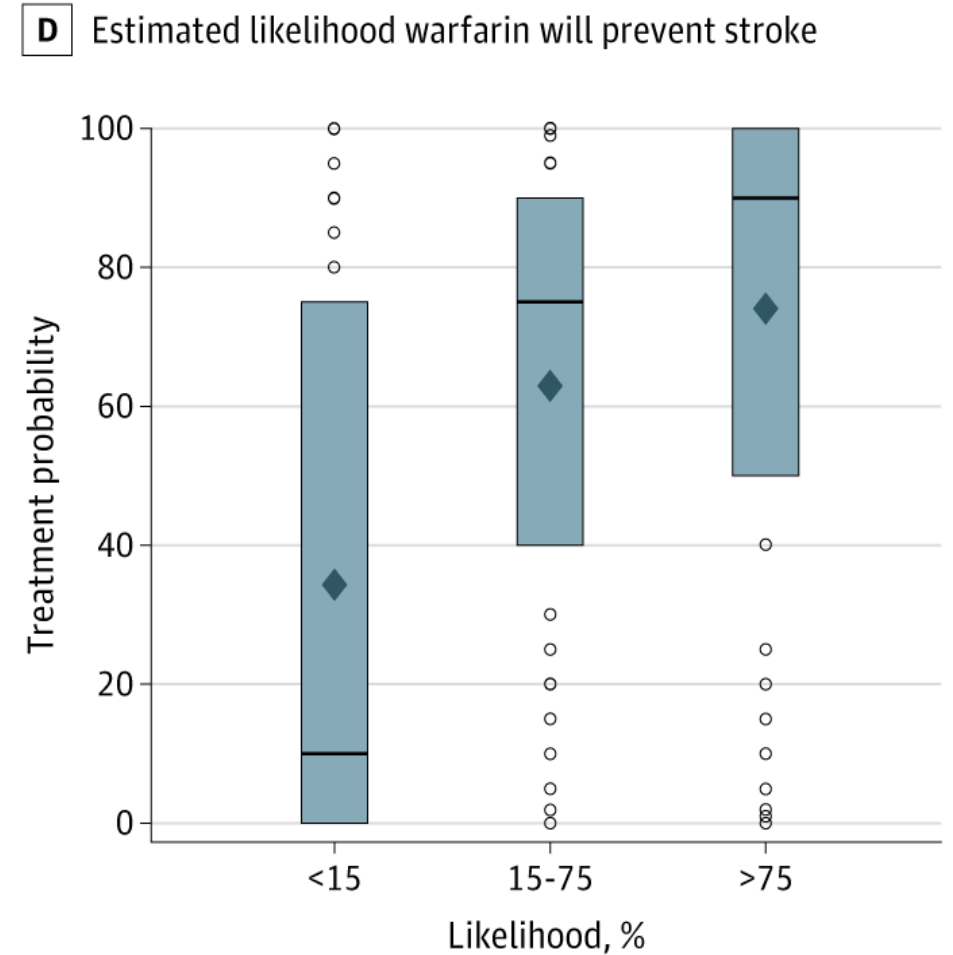 D Estimated likelihood warfarin will prevent stroke
100
80
60
40
20
0
Treatment probability
<15 15-75 >75
Likelihood, %